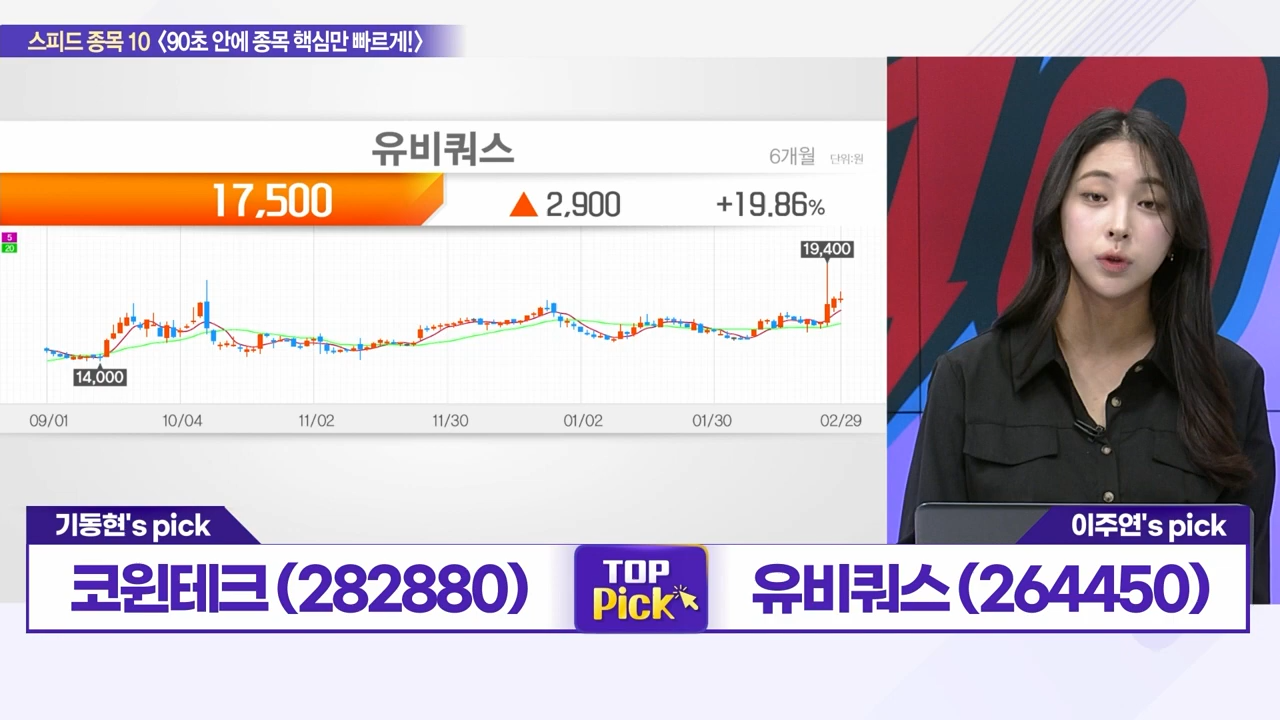 스피드 종목 10 〈90초 안에 종목 핵심만 빠르게!〉
유비쿼스
6개월 단위:원
17,500 ▲ 2,900 +19.86%
5
20
19,400
14,000
09/01 10/04 11/02 11/30 01/02 01/30 02/29
기동현's pick
이주연's pick
코윈테크(282880)
TOP
Pick
유비쿼스(264450)